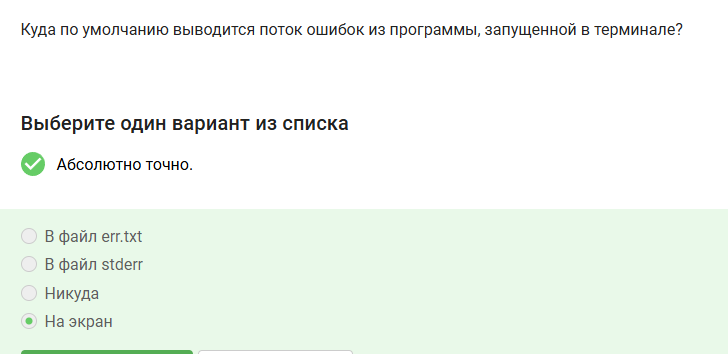 Куда по умолчанию выводится поток ошибок из программы, запущенной в терминале?
Выберите один вариант из списка
Абсолютно точно.
В файл err.txt
В файл stderr
Никуда
На экран